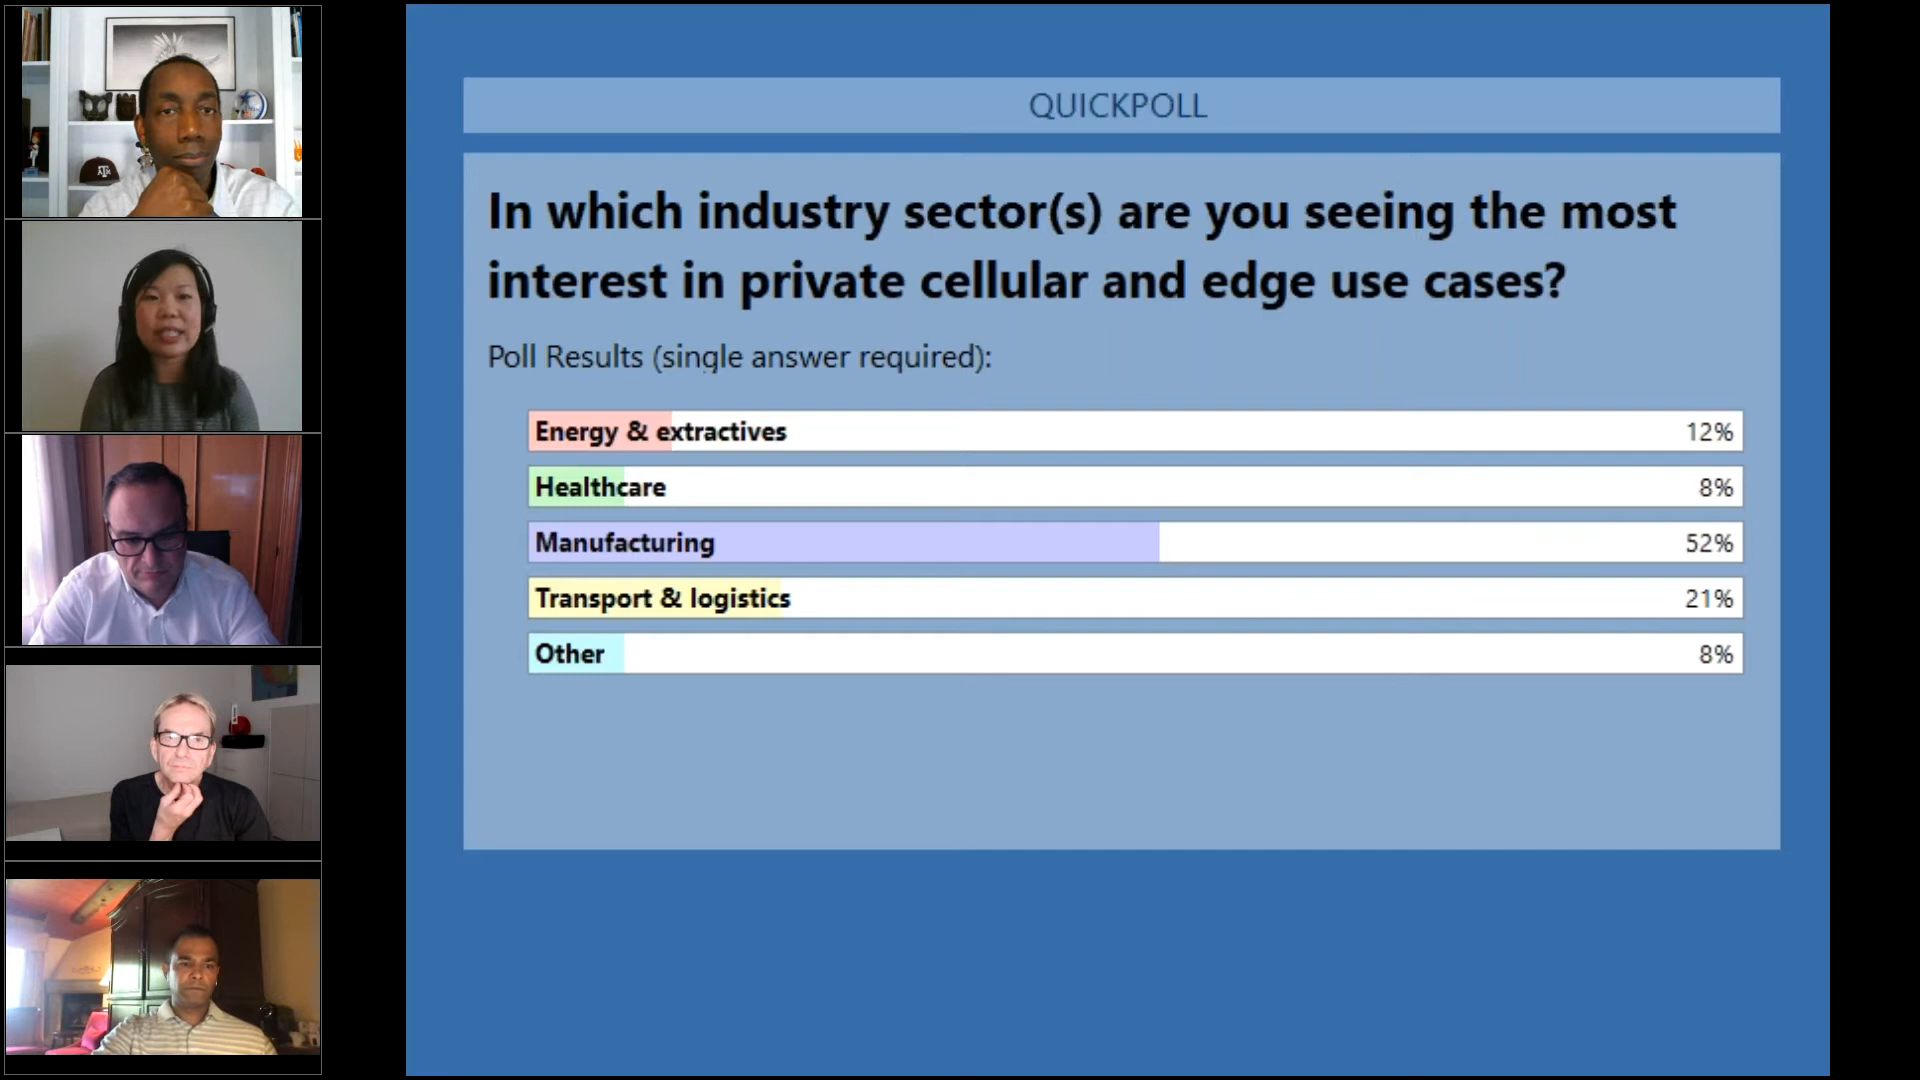 QUICKPOLL
In which industry sector(s) are you seeing the most
interest in private cellular and edge use cases?
Poll Results (single answer required):
Energy & extractives 12%
Healthcare 8%
Manufacturing 52%
Transport & logistics 21%
Other 8%